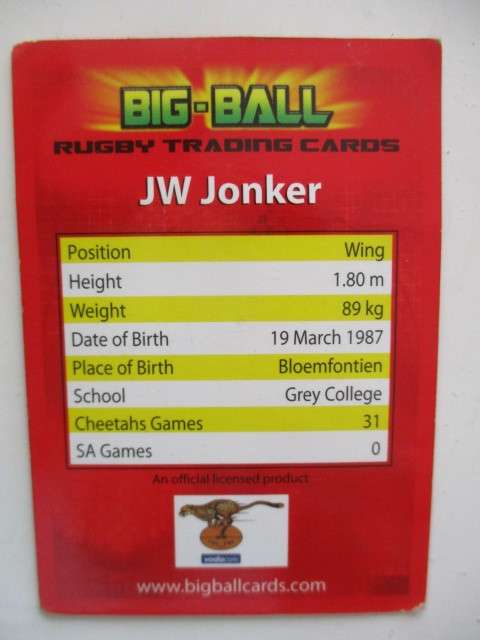 BIG-BALL
RUGBY TRADING CARDS
JW Jonker
Position Wing
Height 1.80 m
Weight 89 kg
Date of Birth 19 March 1987
Place of Birth Bloemfontien
School Grey College
Cheetahs Games 31
SA Games 0
An official licensed product
www.bigballcards.com